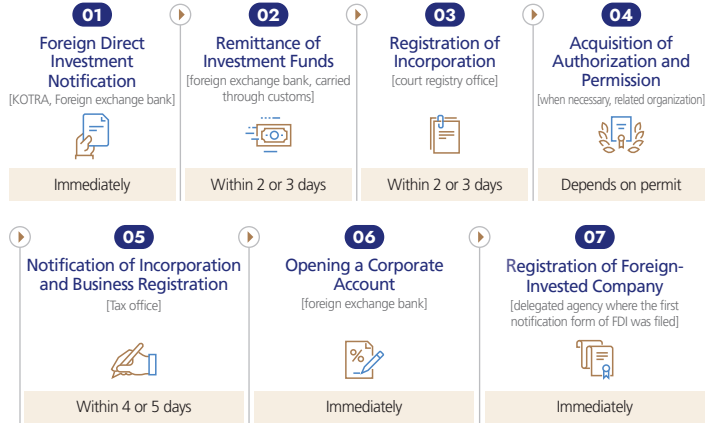 01
Foreign Direct
Investment
Notification
[KOTRA, Foreign exchange bank]
Immediately
02
Remittance of
Investment Funds
[foreign exchange bank, carried
through customs]
Within 2 or 3 days
03
Registration of
Incorporation
[court registry office]
Within 2 or 3 days
04
Acquisition of
Authorization and
Permission
[when necessary, related organization]
Depends on permit
05
Notification of Incorporation
and Business Registration
[Tax office]
Within 4 or 5 days
06
Opening a Corporate
Account
[foreign exchange bank]
%
Immediately
07
Registration of Foreign-
Invested Company
[delegated agency where the first
notification form of FDI was filed]
Immediately